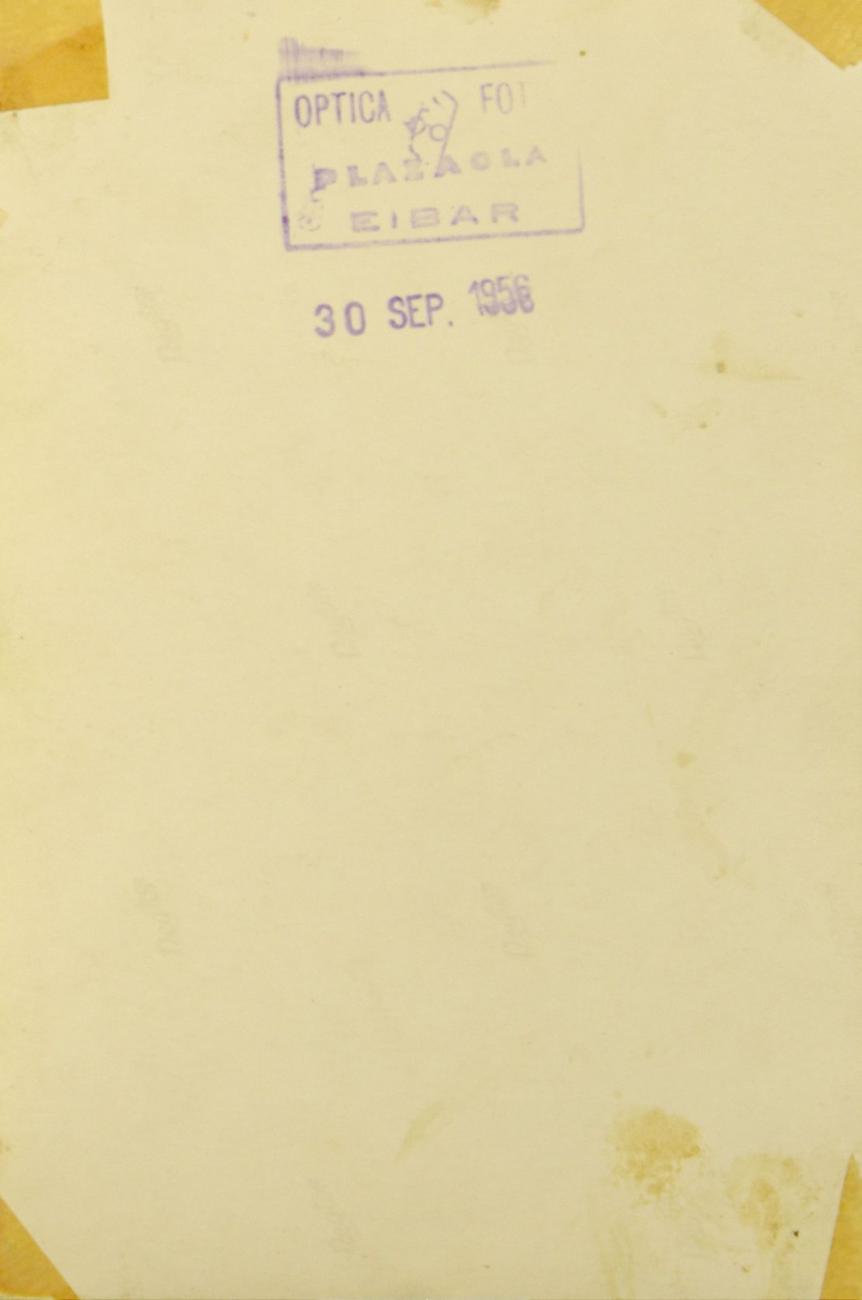 OPTICA FOT
PLAZAOLA
EIBAR
30 SEP. 1956